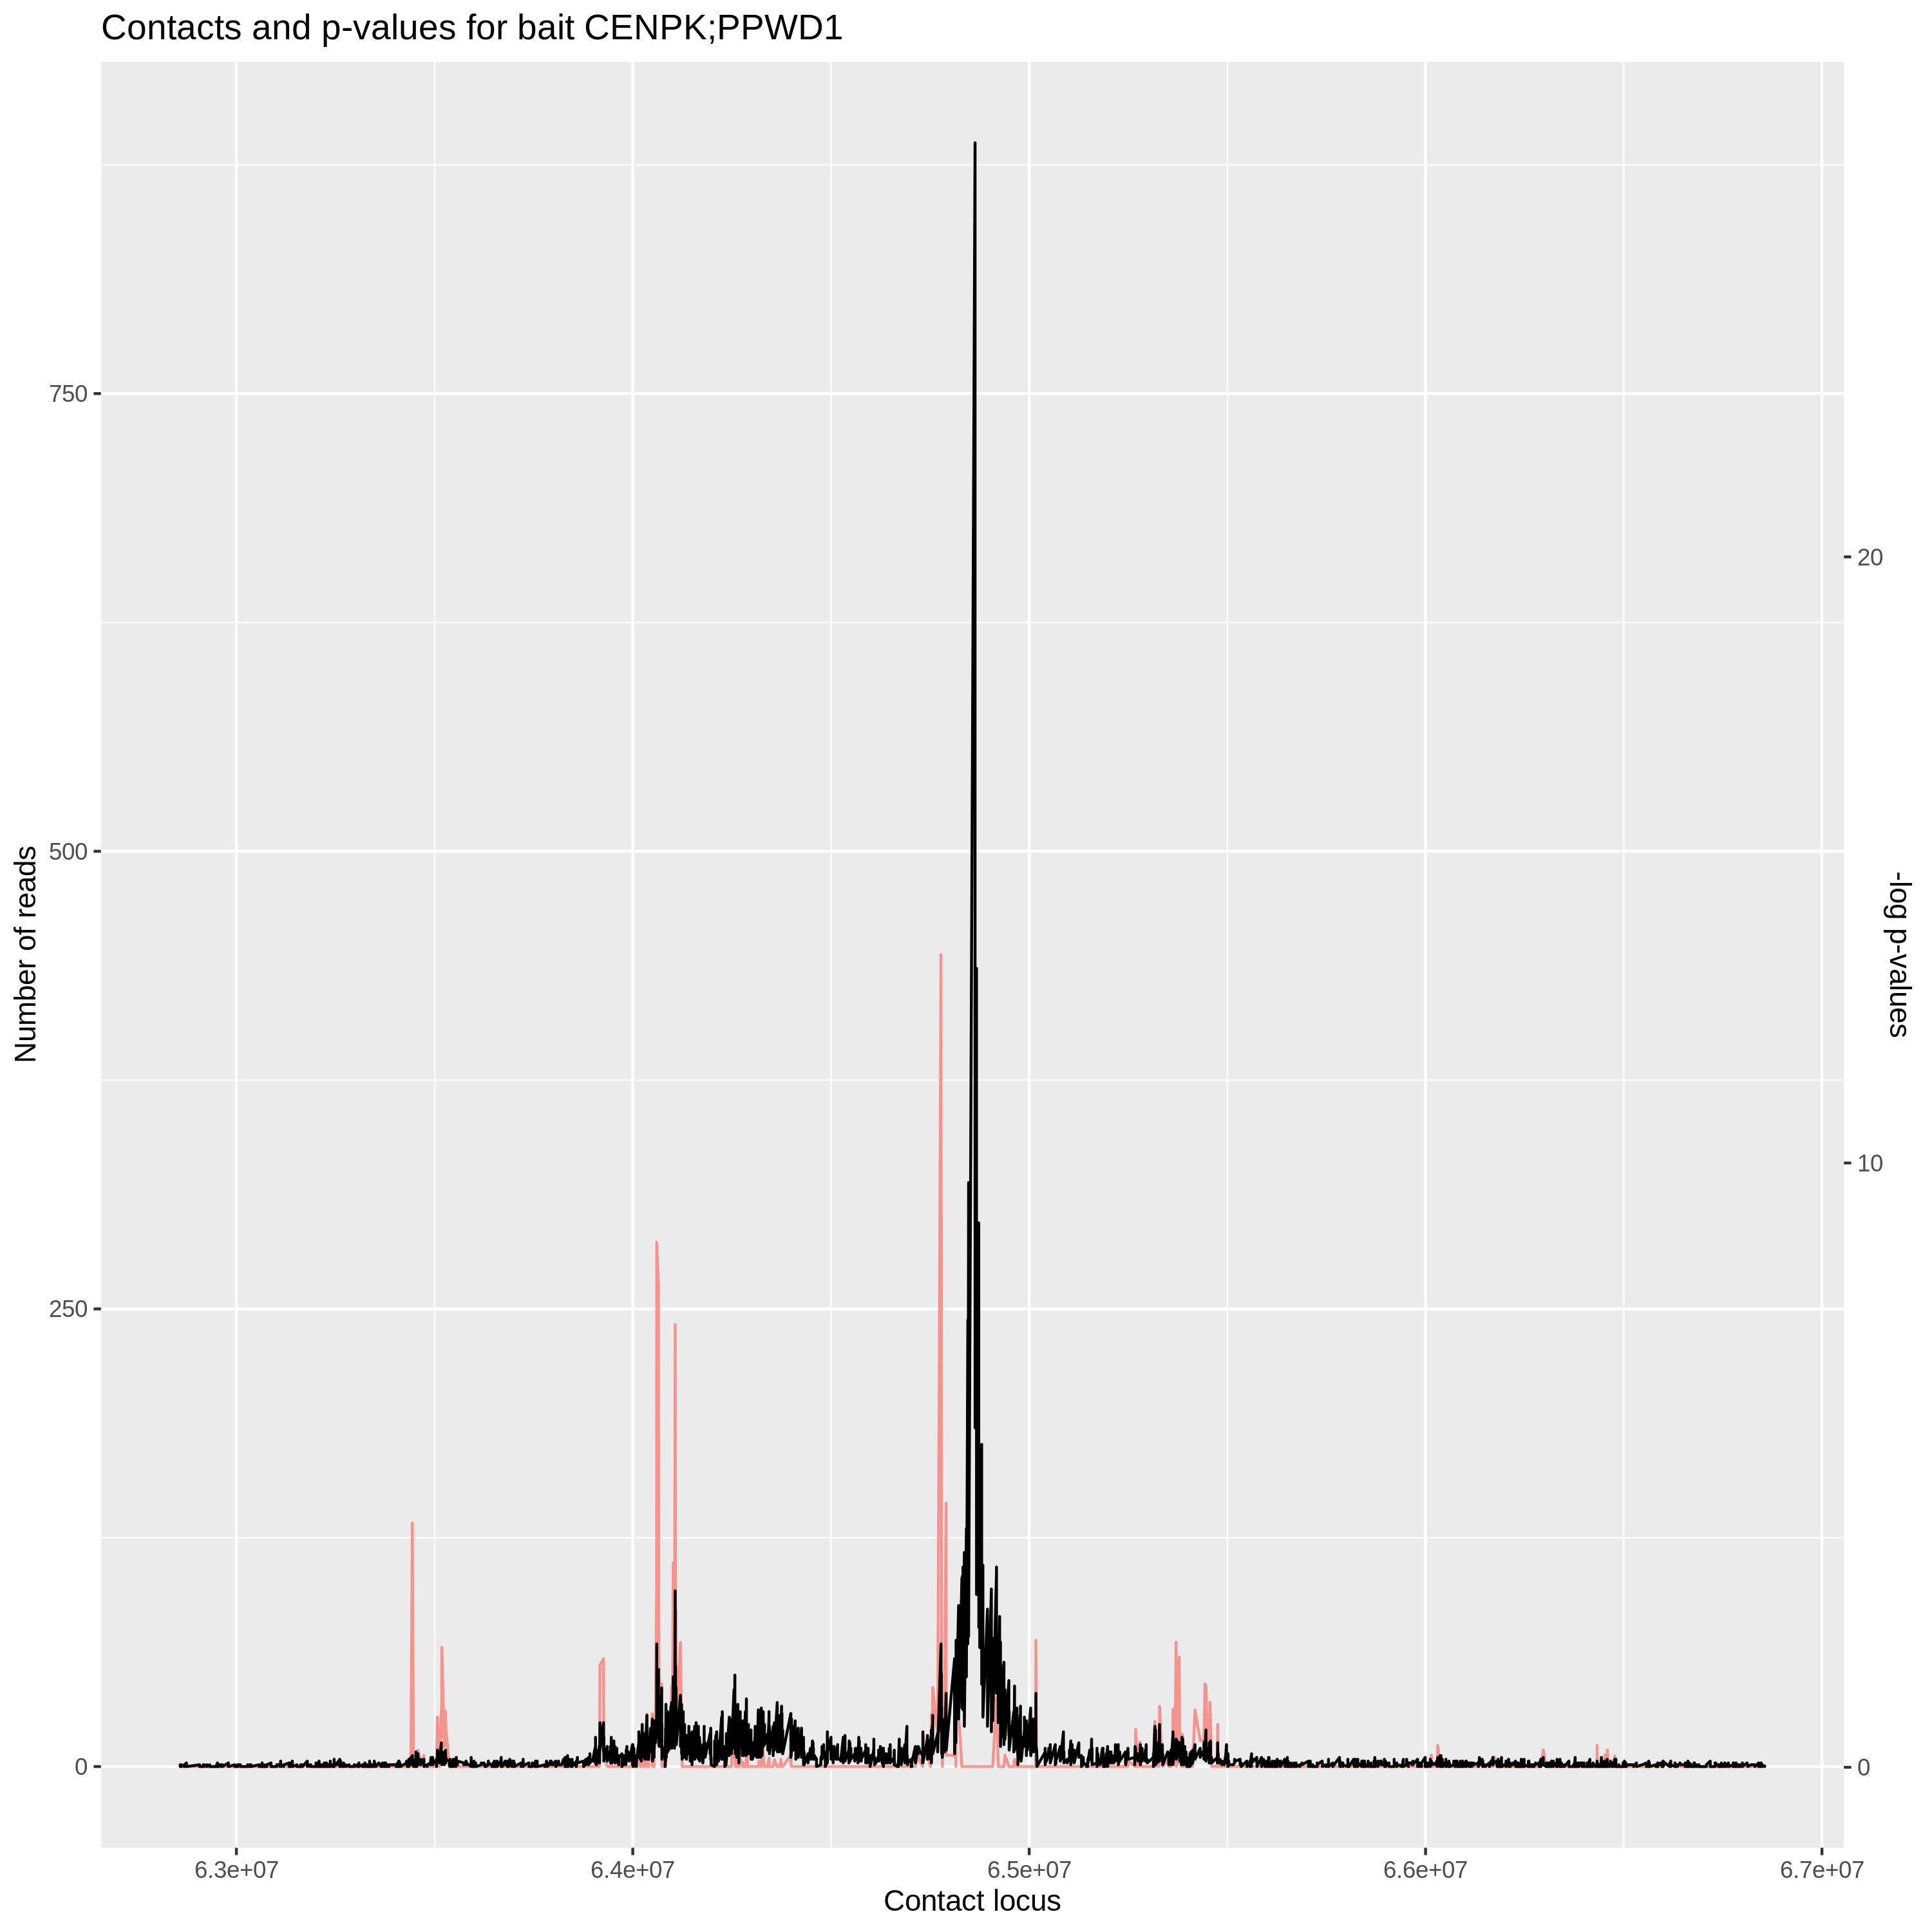 Contacts and p-values for bait CENPK;PPWD1
750
500
250
0
Number of reads
20
10
0
-log p-values
6.3e+07
6.4e+07
6.5e+07
6.6e+07
6.7e+07
Contact locus